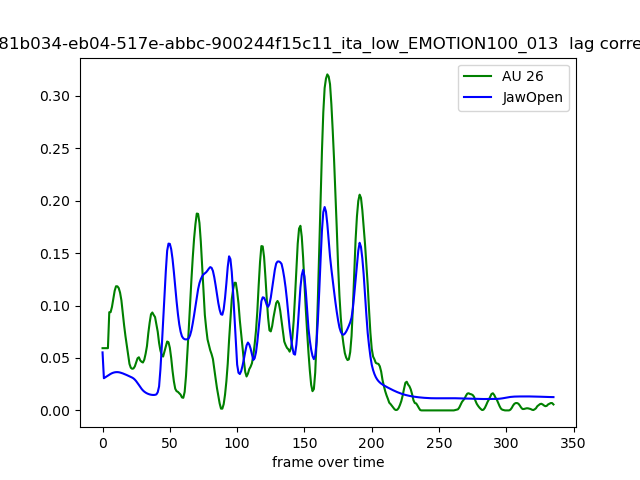 81b034-eb04-517e-abbc-900244f15c11_ita_low_EMOTION100_013 lag corre
AU 26
JawOpen
0.30
0.25
0.20
0.15
0.10
0.05
0.00
0 50 100 150 200 250 300 350
frame over time